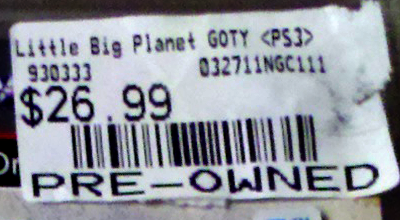 Little Big Planet GOTY <PS3>
930333 032711NGC111
$26.99
PRE-OWNED